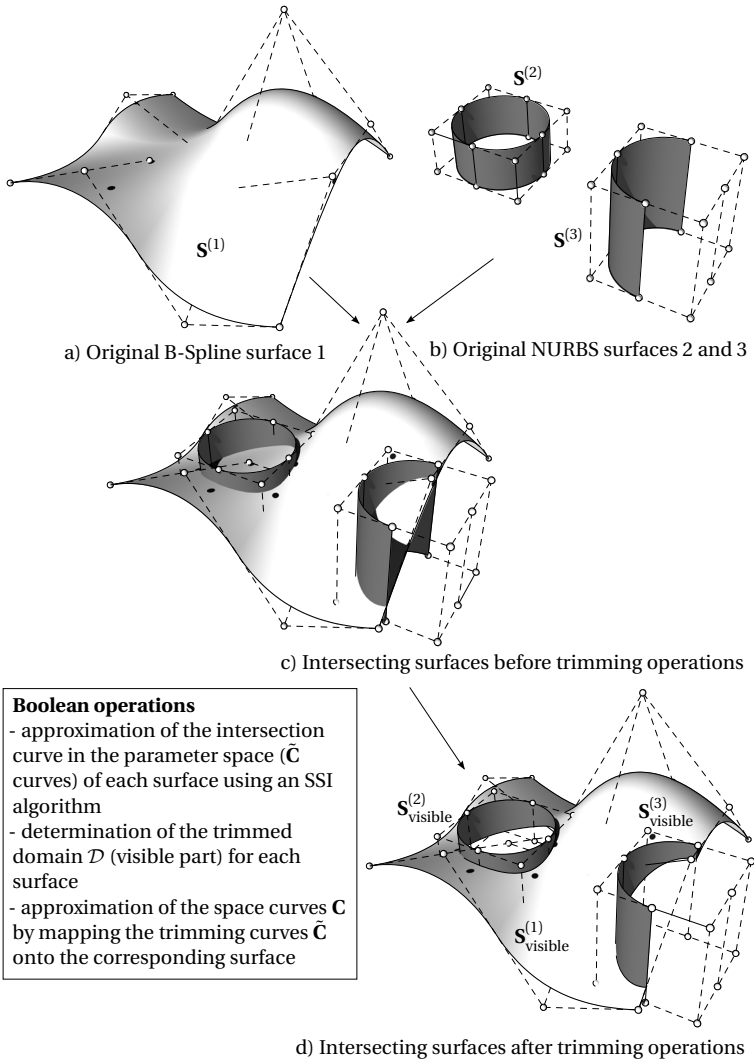 S^(2)
S^(3)
S^(1)
a) Original B-Spline surface 1
b) Original NURBS surfaces 2 and 3
c) Intersecting surfaces before trimming operations
Boolean operations
- approximation of the intersection
curve in the parameter space (C̃
curves) of each surface using an SSI
algorithm
- determination of the trimmed
domain 𝒟 (visible part) for each
surface
- approximation of the space curves C
by mapping the trimming curves C̃
onto the corresponding surface
S^(2)_visible
S^(3)_visible
S^(1)_visible
d) Intersecting surfaces after trimming operations